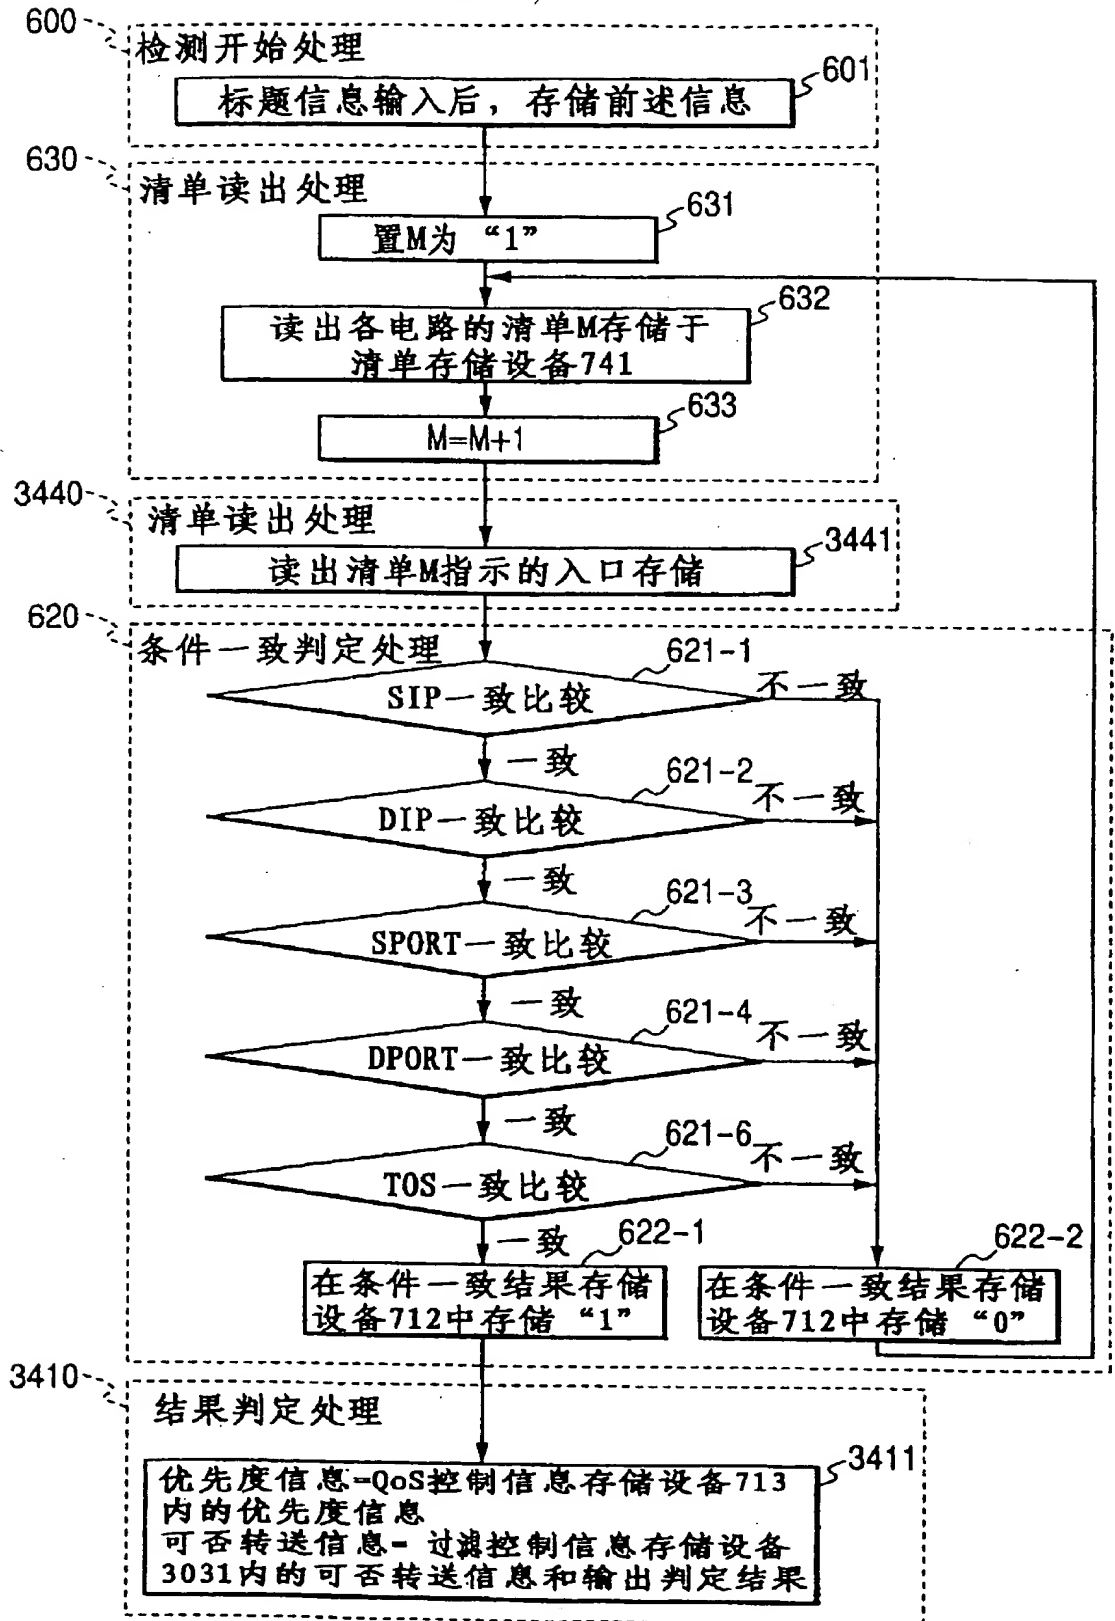 600
检测开始处理
601
标题信息输入后，存储前述信息
630
清单读出处理
631
置M为 “1”
632
读出各电路的清单M存储于
清单存储设备741
633
M=M+1
3440
清单读出处理
3441
读出清单M指示的入口存储
620
条件一致判定处理
621-1
SIP一致比较
不一致
一致
621-2
DIP一致比较
不一致
一致
621-3
SPORT一致比较
不一致
一致
621-4
DPORT一致比较
不一致
一致
621-6
TOS一致比较
不一致
一致
622-1
在条件一致结果存储
设备712中存储 “1”
622-2
在条件一致结果存储
设备712中存储 “0”
3410
结果判定处理
3411
优先度信息-QoS控制信息存储设备713
内的优先度信息
可否转送信息- 过滤控制信息存储设备
3031内的可否转送信息和输出判定结果